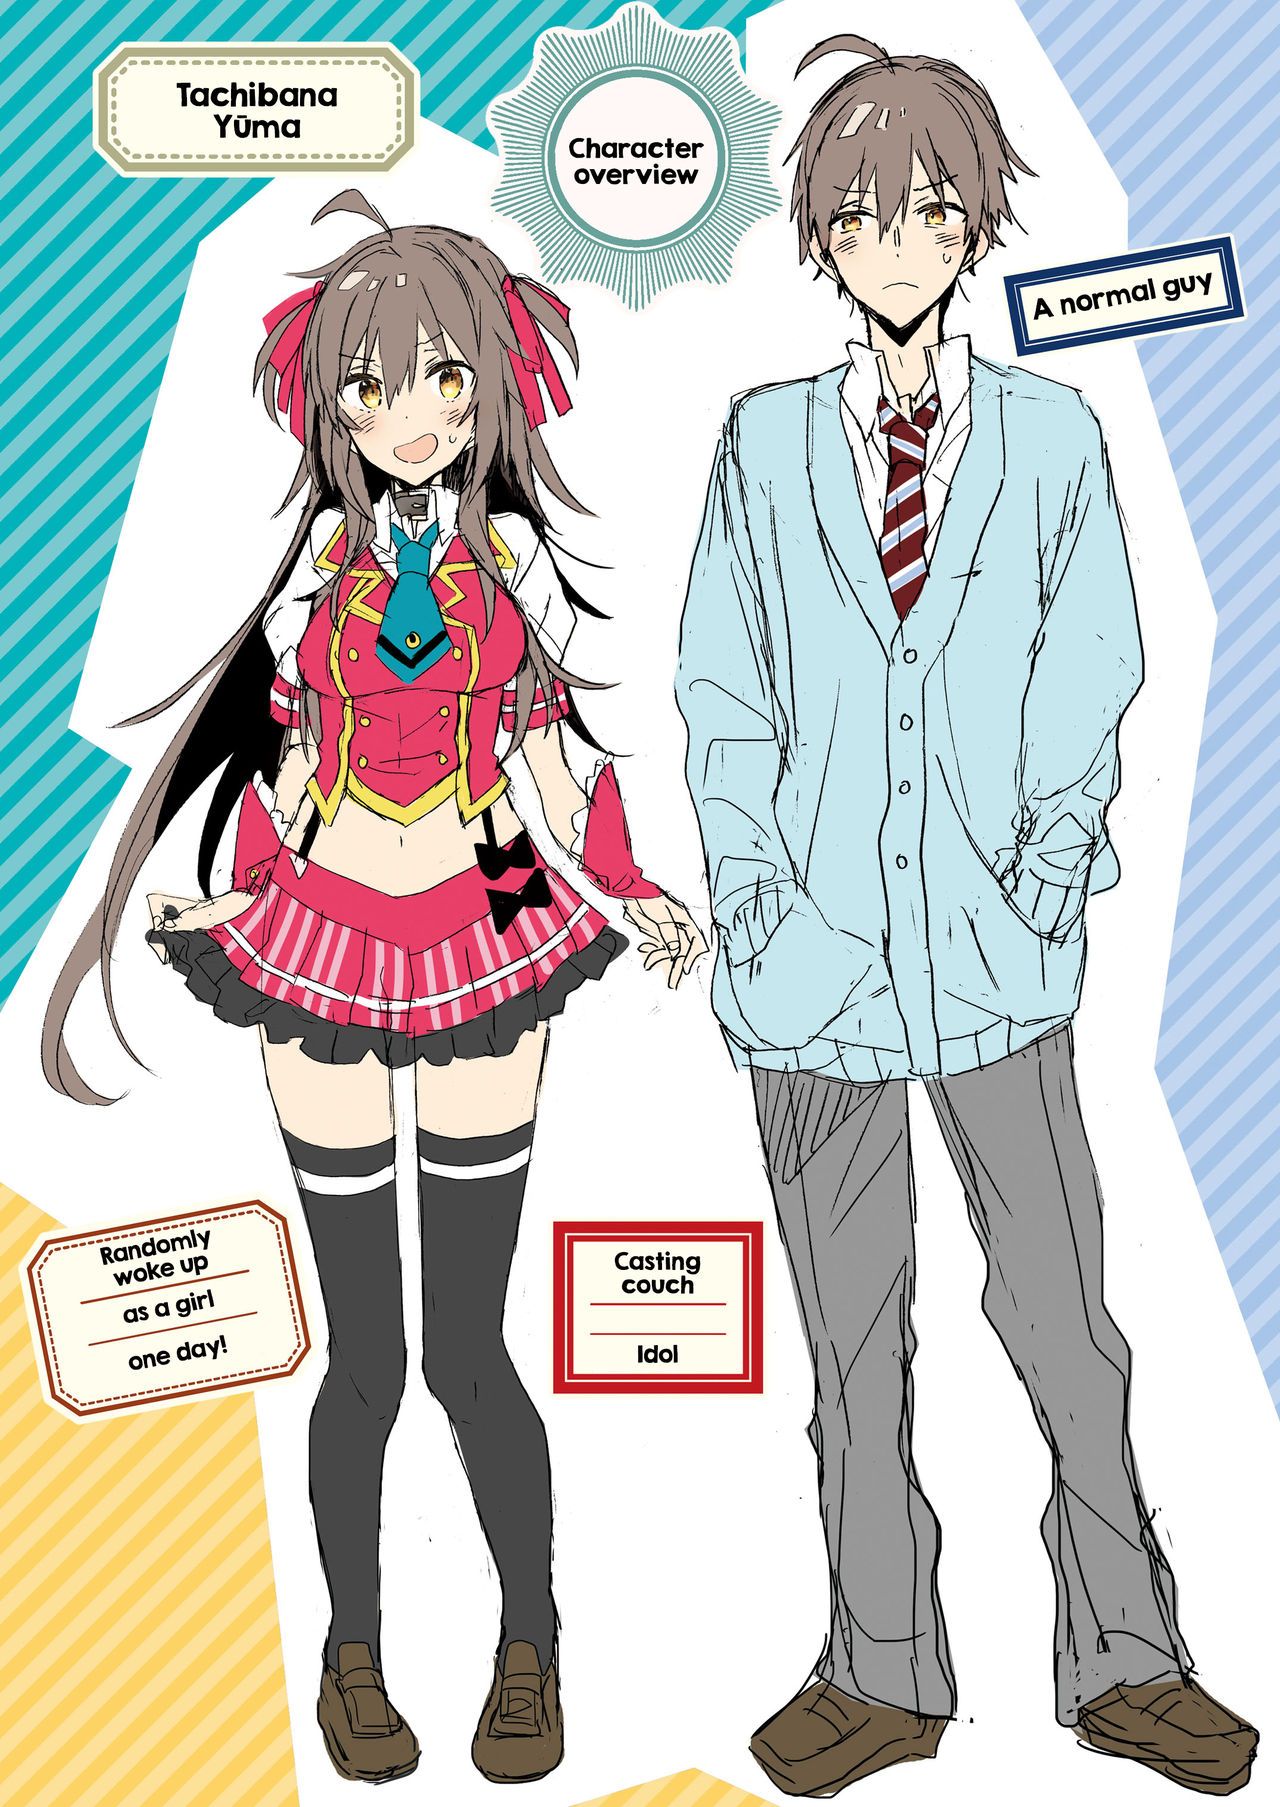 Tachibana
Yūma
Character
overview
A normal guy
Randomly
woke up
as a girl
one day!
Casting
couch
Idol